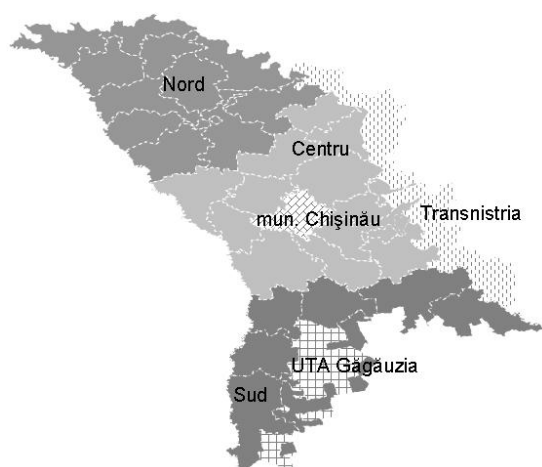 Nord
Centru
mun. Chişinău
Transnistria
UTA Găgăuzia
Sud